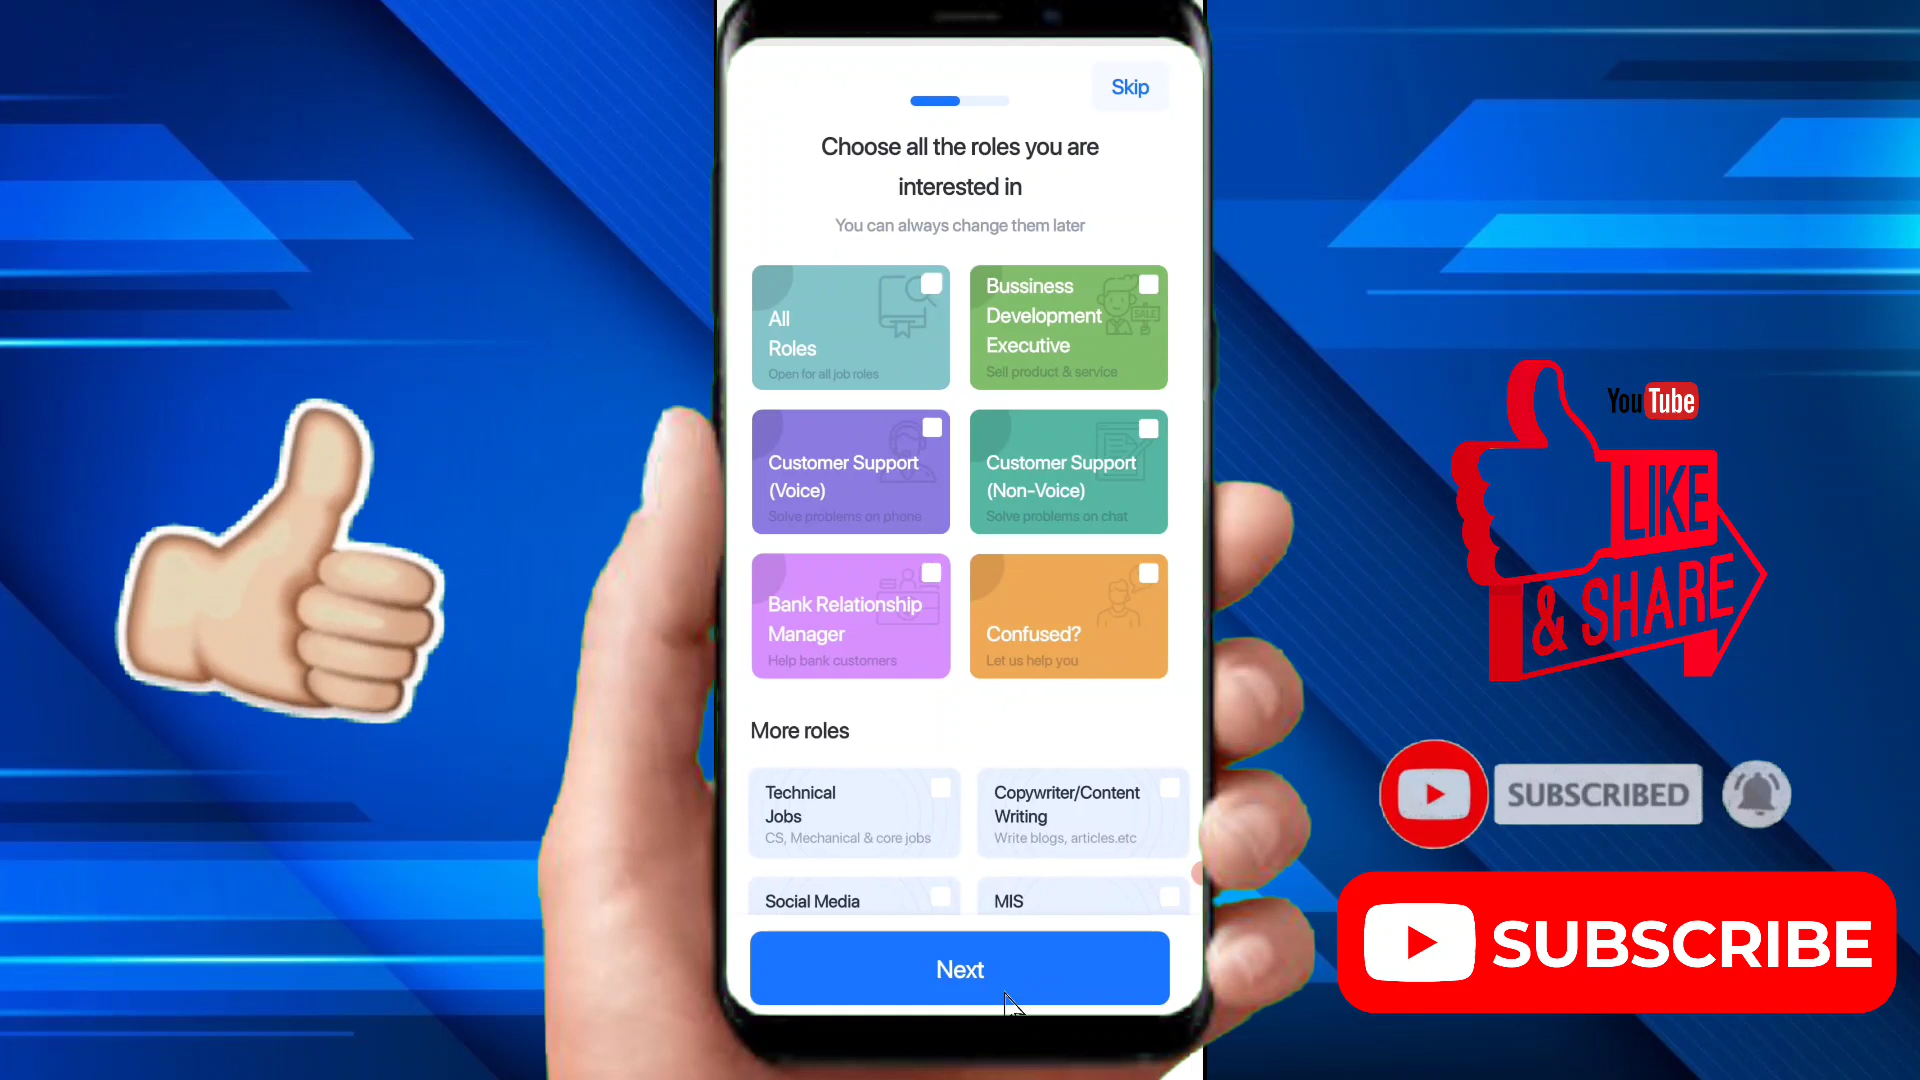 Skip
Choose all the roles you are
interested in
You can always change them later
All
Roles
Open for all job roles
Bussiness
Development
Executive
Sell product & service
SALE
Customer Support
(Voice)
Solve problems on phone
Customer Support
(Non-Voice)
Solve problems on chat
Bank Relationship
Manager
Help bank customers
Confused?
Let us help you
More roles
Technical
Jobs
CS, Mechanical & core jobs
Copywriter/Content
Writing
Write blogs, articles.etc
Social Media
MIS
Next
YouTube
LIKE
& SHARE
SUBSCRIBED
SUBSCRIBE